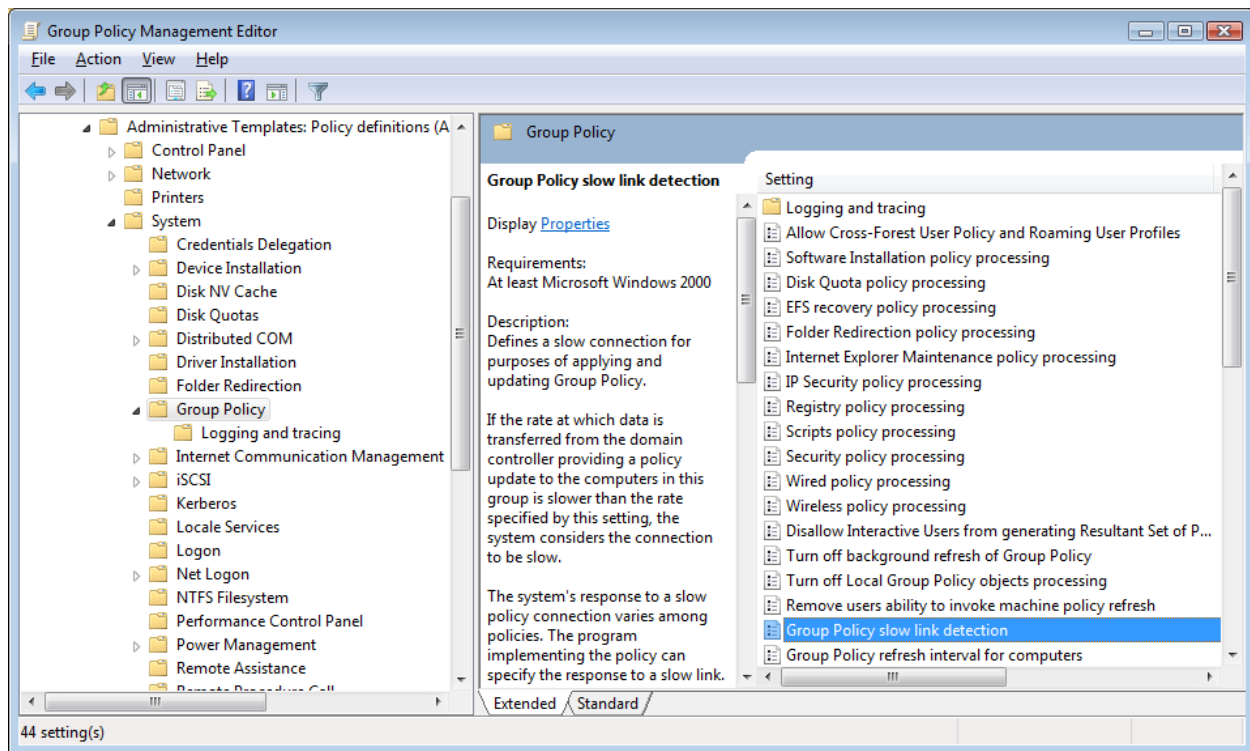 Group Policy Management Editor
File Action View Help
Administrative Templates: Policy definitions (A
Control Panel
Network
Printers
System
Credentials Delegation
Device Installation
Disk NV Cache
Disk Quotas
Distributed COM
Driver Installation
Folder Redirection
Group Policy
Logging and tracing
Internet Communication Management
iSCSI
Kerberos
Locale Services
Logon
Net Logon
NTFS Filesystem
Performance Control Panel
Power Management
Remote Assistance
Remote Procedure Call
Group Policy
Group Policy slow link detection
Display Properties
Requirements:
At least Microsoft Windows 2000
Description:
Defines a slow connection for
purposes of applying and
updating Group Policy.
If the rate at which data is
transferred from the domain
controller providing a policy
update to the computers in this
group is slower than the rate
specified by this setting, the
system considers the connection
to be slow.
The system's response to a slow
policy connection varies among
policies. The program
implementing the policy can
specify the response to a slow link.
Setting
Logging and tracing
Allow Cross-Forest User Policy and Roaming User Profiles
Software Installation policy processing
Disk Quota policy processing
EFS recovery policy processing
Folder Redirection policy processing
Internet Explorer Maintenance policy processing
IP Security policy processing
Registry policy processing
Scripts policy processing
Security policy processing
Wired policy processing
Wireless policy processing
Disallow Interactive Users from generating Resultant Set of P...
Turn off background refresh of Group Policy
Turn off Local Group Policy objects processing
Remove users ability to invoke machine policy refresh
Group Policy slow link detection
Group Policy refresh interval for computers
Extended Standard
44 setting(s)